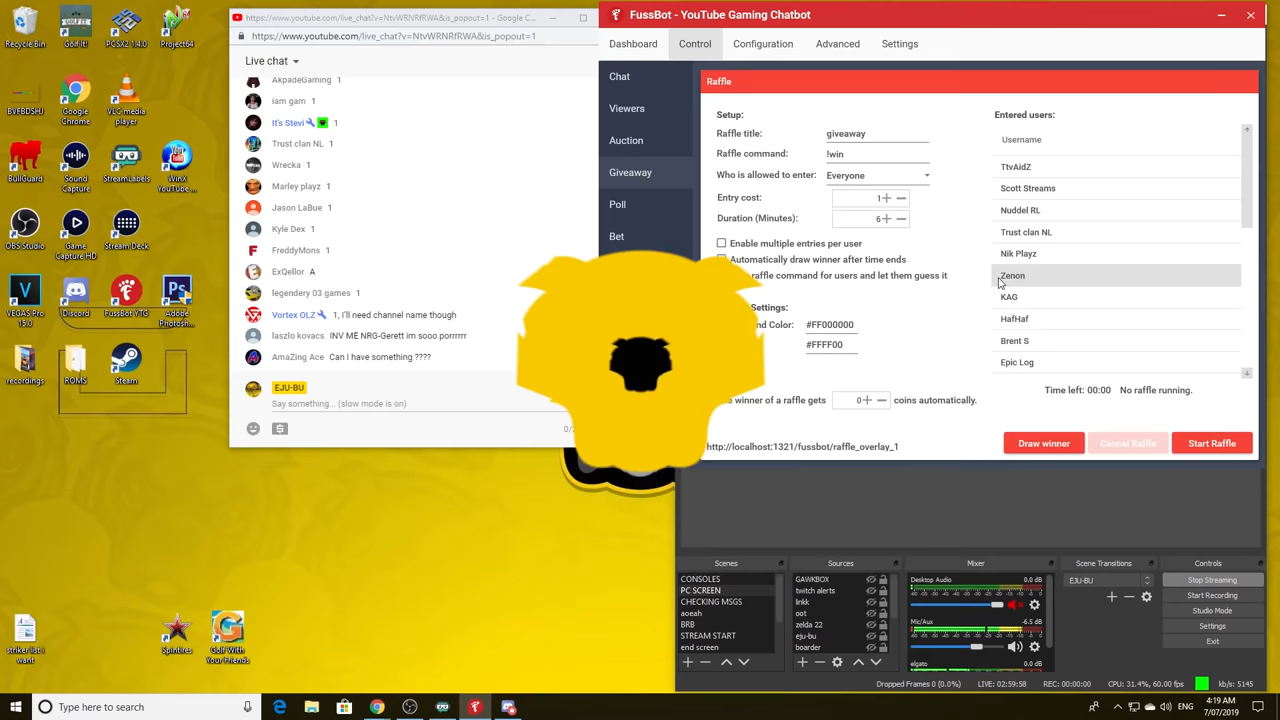 Recycle Bin
Golf It!
PCSX2 1.4.0
Project64
BVFBDSHJ
Google Chrome
VLC media player
BullGuard
Soundswitch
Streamlabs
WinX YouTube ...
OBS Studio
Game Capture HD
Stream Deck
VEGAS Pro 15.0
Discord
FussBot YTG
Adobe Photosh...
recordings
ROMS
Steam
striker list i want
Splintires
Golf With Your Friends
https://www.youtube.com/live_chat?v=NtvWRNRfRWA&is_popout=1 - Google C...
https://www.youtube.com/live_chat?v=NtvWRNRfRWA&is_popout=1
Live chat
AkpadeGaming 1
iam gam 1
It's Stevi 1
Trust clan NL 1
Wrecka 1
Marley playz 1
Jason LaBue 1
Kyle Dex 1
FreddyMons 1
ExQellor A
legendery 03 games 1
Vortex OLZ 1, I'll need channel name though
laszlo kovacs INV ME NRG-Gerett im sooo porrrrrr
AmaZing Ace Can I have something ????
EJU-BU
Say something... (slow mode is on)
0/2
FussBot - YouTube Gaming Chatbot
Dashboard Control Configuration Advanced Settings
Chat
Viewers
Auction
Giveaway
Poll
Bet
Raffle
Setup:
Raffle title: giveaway
Raffle command: !win
Who is allowed to enter: Everyone
Entry cost: 1
Duration (Minutes): 6
Enable multiple entries per user
Automatically draw winner after time ends
raffle command for users and let them guess it
Settings:
nd Color: #FF000000
#FFFF00
winner of a raffle gets 0 coins automatically.
http://localhost:1321/fussbot/raffle_overlay_1
Entered users:
Username
TtvAidZ
Scott Streams
Nuddel RL
Trust clan NL
Nik Playz
Zenon
KAG
HafHaf
Brent S
Epic Log
Time left: 00:00 No raffle running.
Draw winner Cancel Raffle Start Raffle
Scenes Sources Mixer Scene Transitions Controls
CONSOLES
PC SCREEN
CHECKING MSGS
aoeah
BRB
STREAM START
end screen
GAWKBOX
twitch alerts
linkk
oot
zelda 22
eju-bu
boarder
Desktop Audio 0.0 dB
Mic/Aux -6.5 dB
elgato 0.0 dB
EJU-BU
Stop Streaming
Start Recording
Studio Mode
Settings
Exit
Dropped Frames 0 (0.0%) LIVE: 02:59:58 REC: 00:00:00 CPU: 31.4%, 60.00 fps kb/s: 5145
Type here to search
4:19 AM
7/07/2019